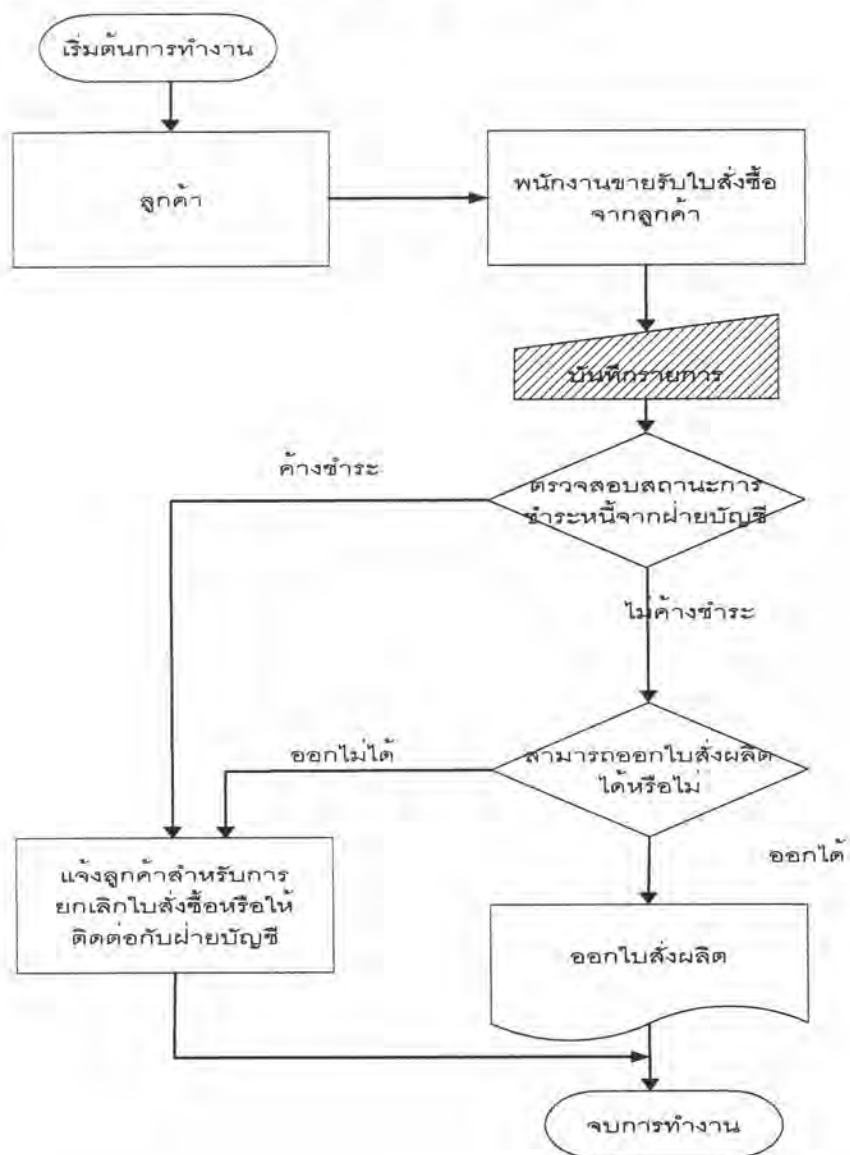 เริ่มต้นการทำงาน
ลูกค้า
พนักงานขายรับใบสั่งซื้อ
จากลูกค้า
บันทึกรายการ
ค้างชำระ
ตรวจสอบสถานะการ
ชำระหนี้จากฝ่ายบัญชี
ไม่ค้างชำระ
ออกไม่ได้
สามารถออกใบสั่งผลิต
ได้หรือไม่
ออกได้
แจ้งลูกค้าสำหรับการ
ยกเลิกใบสั่งซื้อหรือให้
ติดต่อกับฝ่ายบัญชี
ออกใบสั่งผลิต
จบการทำงาน